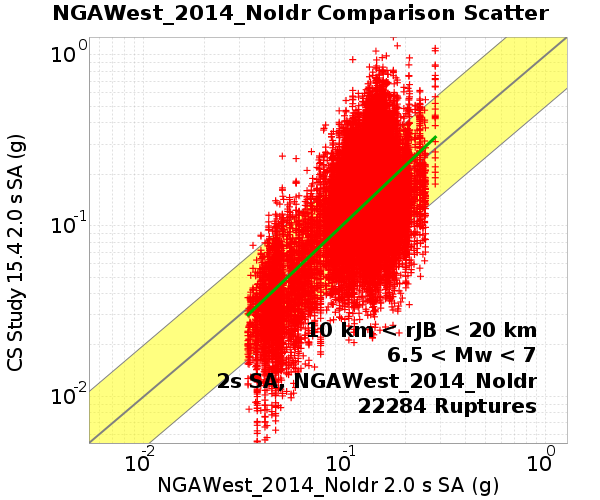 NGAWest_2014_NoIdr Comparison Scatter
CS Study 15.4 2.0 s SA (g)
10^0
10^-1
10^-2
10 km < rJB < 20 km
6.5 < Mw < 7
2s SA, NGAWest_2014_NoIdr
22284 Ruptures
10^-2 10^-1 10^0
NGAWest_2014_NoIdr 2.0 s SA (g)